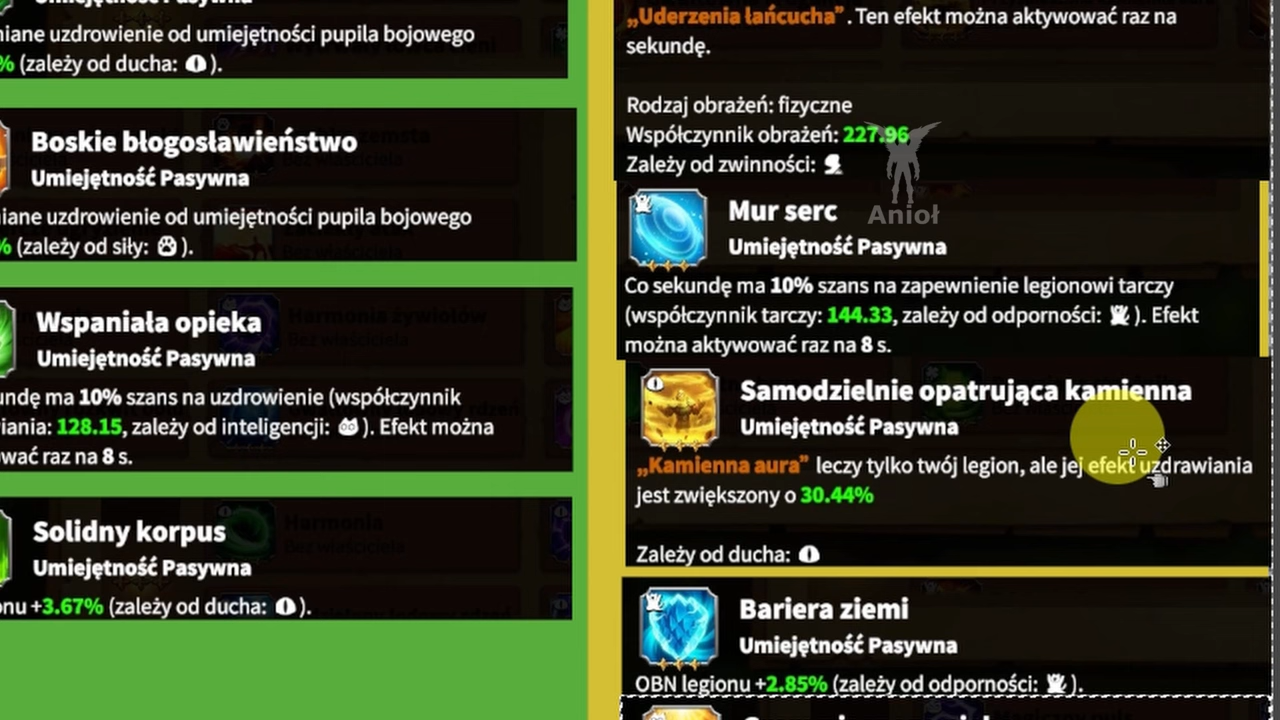 Umiejętność Pasywna
miane uzdrowienie od umiejętności pupila bojowego
% (zależy od ducha: ).
Boskie błogosławieństwo
Umiejętność Pasywna
miane uzdrowienie od umiejętności pupila bojowego
% (zależy od siły: ).
Wspaniała opieka
Umiejętność Pasywna
undę ma 10% szans na uzdrowienie (współczynnik
iania: 128.15, zależy od inteligencji: ). Efekt można
wać raz na 8 s.
Solidny korpus
Umiejętność Pasywna
onu +3.67% (zależy od ducha: ).
„Uderzenia łańcucha”. Ten efekt można aktywować raz na
sekundę.
Rodzaj obrażeń: fizyczne
Współczynnik obrażeń: 227.96
Zależy od zwinności:
Anioł
Mur serc
Umiejętność Pasywna
Co sekundę ma 10% szans na zapewnienie legionowi tarczy
(współczynnik tarczy: 144.33, zależy od odporności: ). Efekt
można aktywować raz na 8 s.
Samodzielnie opatrująca kamienna
Umiejętność Pasywna
„Kamienna aura” leczy tylko twój legion, ale jej efekt uzdrawiania
jest zwiększony o 30.44%
Zależy od ducha:
Bariera ziemi
Umiejętność Pasywna
OBN legionu +2.85% (zależy od odporności: ).